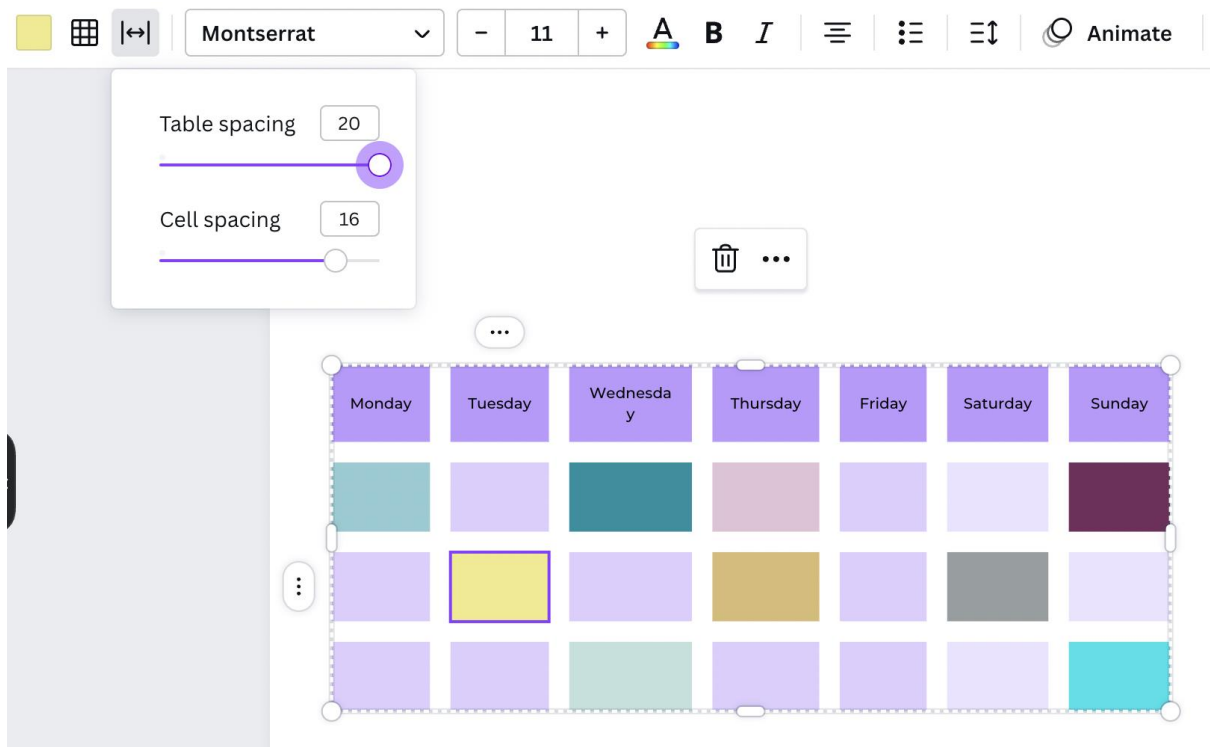 Montserrat
– 11 +
A B I
Animate
Table spacing 20
Cell spacing 16
Monday Tuesday Wednesda Thursday Friday Saturday Sunday
y